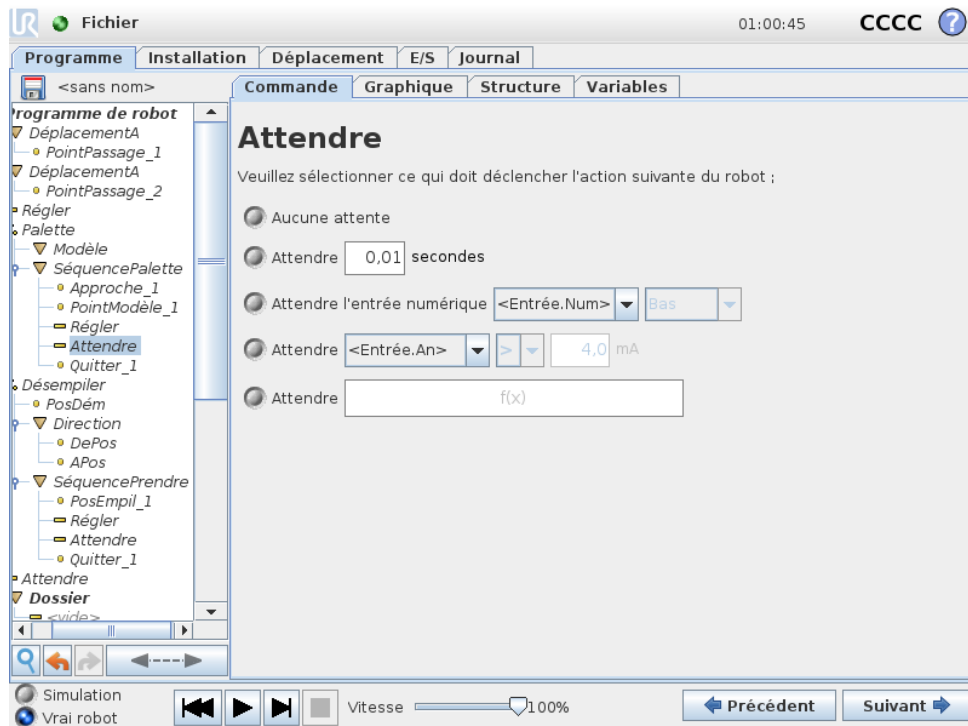 UR Fichier 01:00:45 CCCC ?
Programme Installation Déplacement E/S Journal
<sans nom>
Commande Graphique Structure Variables
Programme de robot
DéplacementA
PointPassage_1
DéplacementA
PointPassage_2
Régler
Palette
Modèle
SéquencePalette
Approche_1
PointModèle_1
Régler
Attendre
Quitter_1
Désempiler
PosDém
Direction
DePos
APos
SéquencePrendre
PosEmpil_1
Régler
Attendre
Quitter_1
Attendre
Dossier
<vide>
Attendre
Veuillez sélectionner ce qui doit déclencher l'action suivante du robot ;
Aucune attente
Attendre 0,01 secondes
Attendre l'entrée numérique <Entrée.Num> Bas
Attendre <Entrée.An> > 4,0 mA
Attendre f(x)
Simulation
Vrai robot
Vitesse 100%
Précédent Suivant